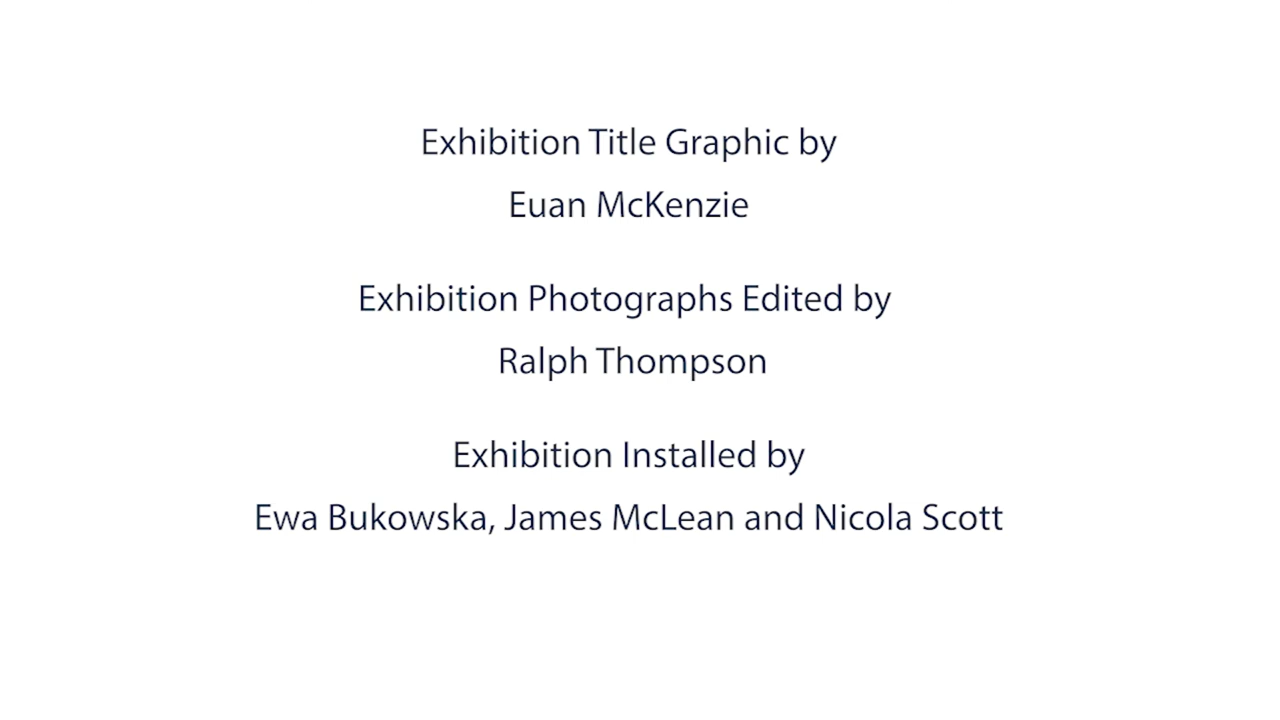 Exhibition Title Graphic by
Euan McKenzie
Exhibition Photographs Edited by
Ralph Thompson
Exhibition Installed by
Ewa Bukowska, James McLean and Nicola Scott